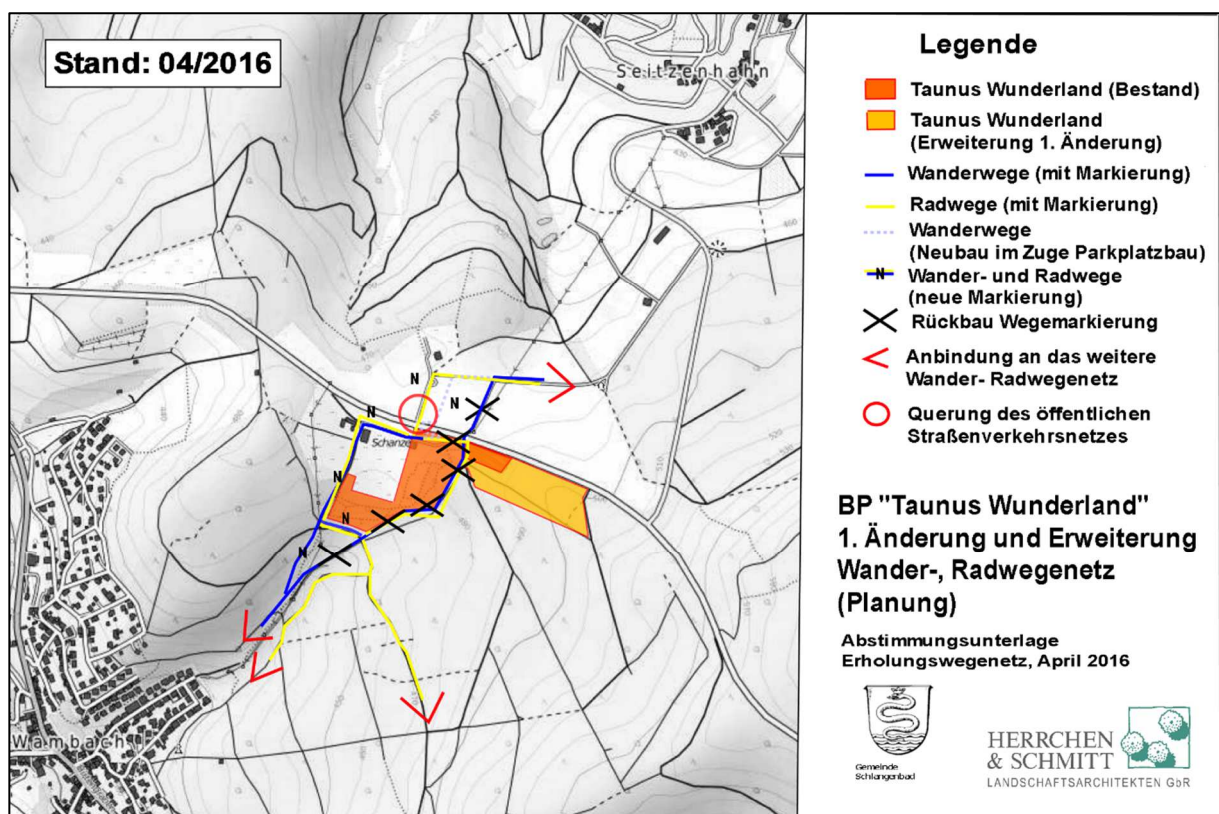 Stand: 04/2016
Seitzenhahn
Schanze
Wambach
N
N
N
N
N
N
Legende
Taunus Wunderland (Bestand)
Taunus Wunderland
(Erweiterung 1. Änderung)
Wanderwege (mit Markierung)
Radwege (mit Markierung)
Wanderwege
(Neubau im Zuge Parkplatzbau)
N
Wander- und Radwege
(neue Markierung)
Rückbau Wegemarkierung
Anbindung an das weitere
Wander- Radwegenetz
Querung des öffentlichen
Straßenverkehrsnetzes
BP "Taunus Wunderland"
1. Änderung und Erweiterung
Wander-, Radwegenetz
(Planung)
Abstimmungsunterlage
Erholungswegenetz, April 2016
Gemeinde
Schlangenbad
HERRCHEN
& SCHMITT
LANDSCHAFTSARCHITEKTEN GbR